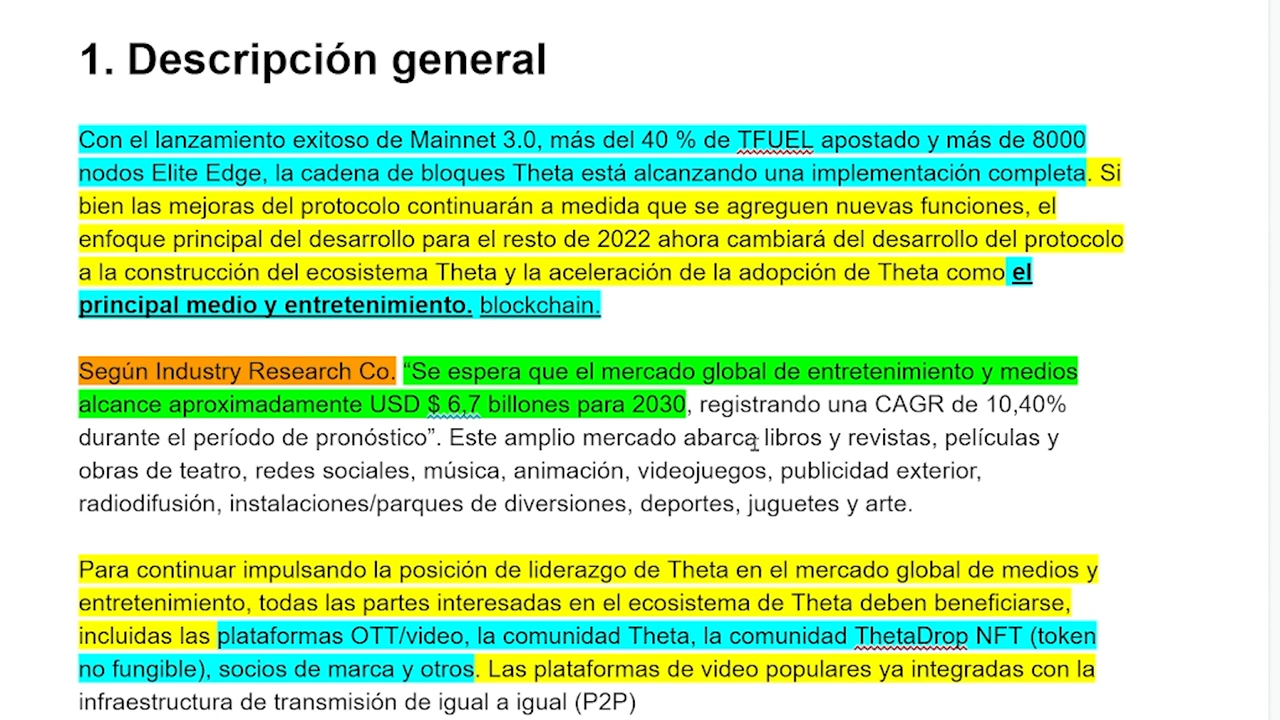 1. Descripción general
Con el lanzamiento exitoso de Mainnet 3.0, más del 40 % de TFUEL apostado y más de 8000
nodos Elite Edge, la cadena de bloques Theta está alcanzando una implementación completa. Si
bien las mejoras del protocolo continuarán a medida que se agreguen nuevas funciones, el
enfoque principal del desarrollo para el resto de 2022 ahora cambiará del desarrollo del protocolo
a la construcción del ecosistema Theta y la aceleración de la adopción de Theta como el
principal medio y entretenimiento. blockchain.
Según Industry Research Co. “Se espera que el mercado global de entretenimiento y medios
alcance aproximadamente USD $ 6,7 billones para 2030, registrando una CAGR de 10,40%
durante el período de pronóstico”. Este amplio mercado abarca libros y revistas, películas y
obras de teatro, redes sociales, música, animación, videojuegos, publicidad exterior,
radiodifusión, instalaciones/parques de diversiones, deportes, juguetes y arte.
Para continuar impulsando la posición de liderazgo de Theta en el mercado global de medios y
entretenimiento, todas las partes interesadas en el ecosistema de Theta deben beneficiarse,
incluidas las plataformas OTT/video, la comunidad Theta, la comunidad ThetaDrop NFT (token
no fungible), socios de marca y otros. Las plataformas de video populares ya integradas con la
infraestructura de transmisión de igual a igual (P2P)